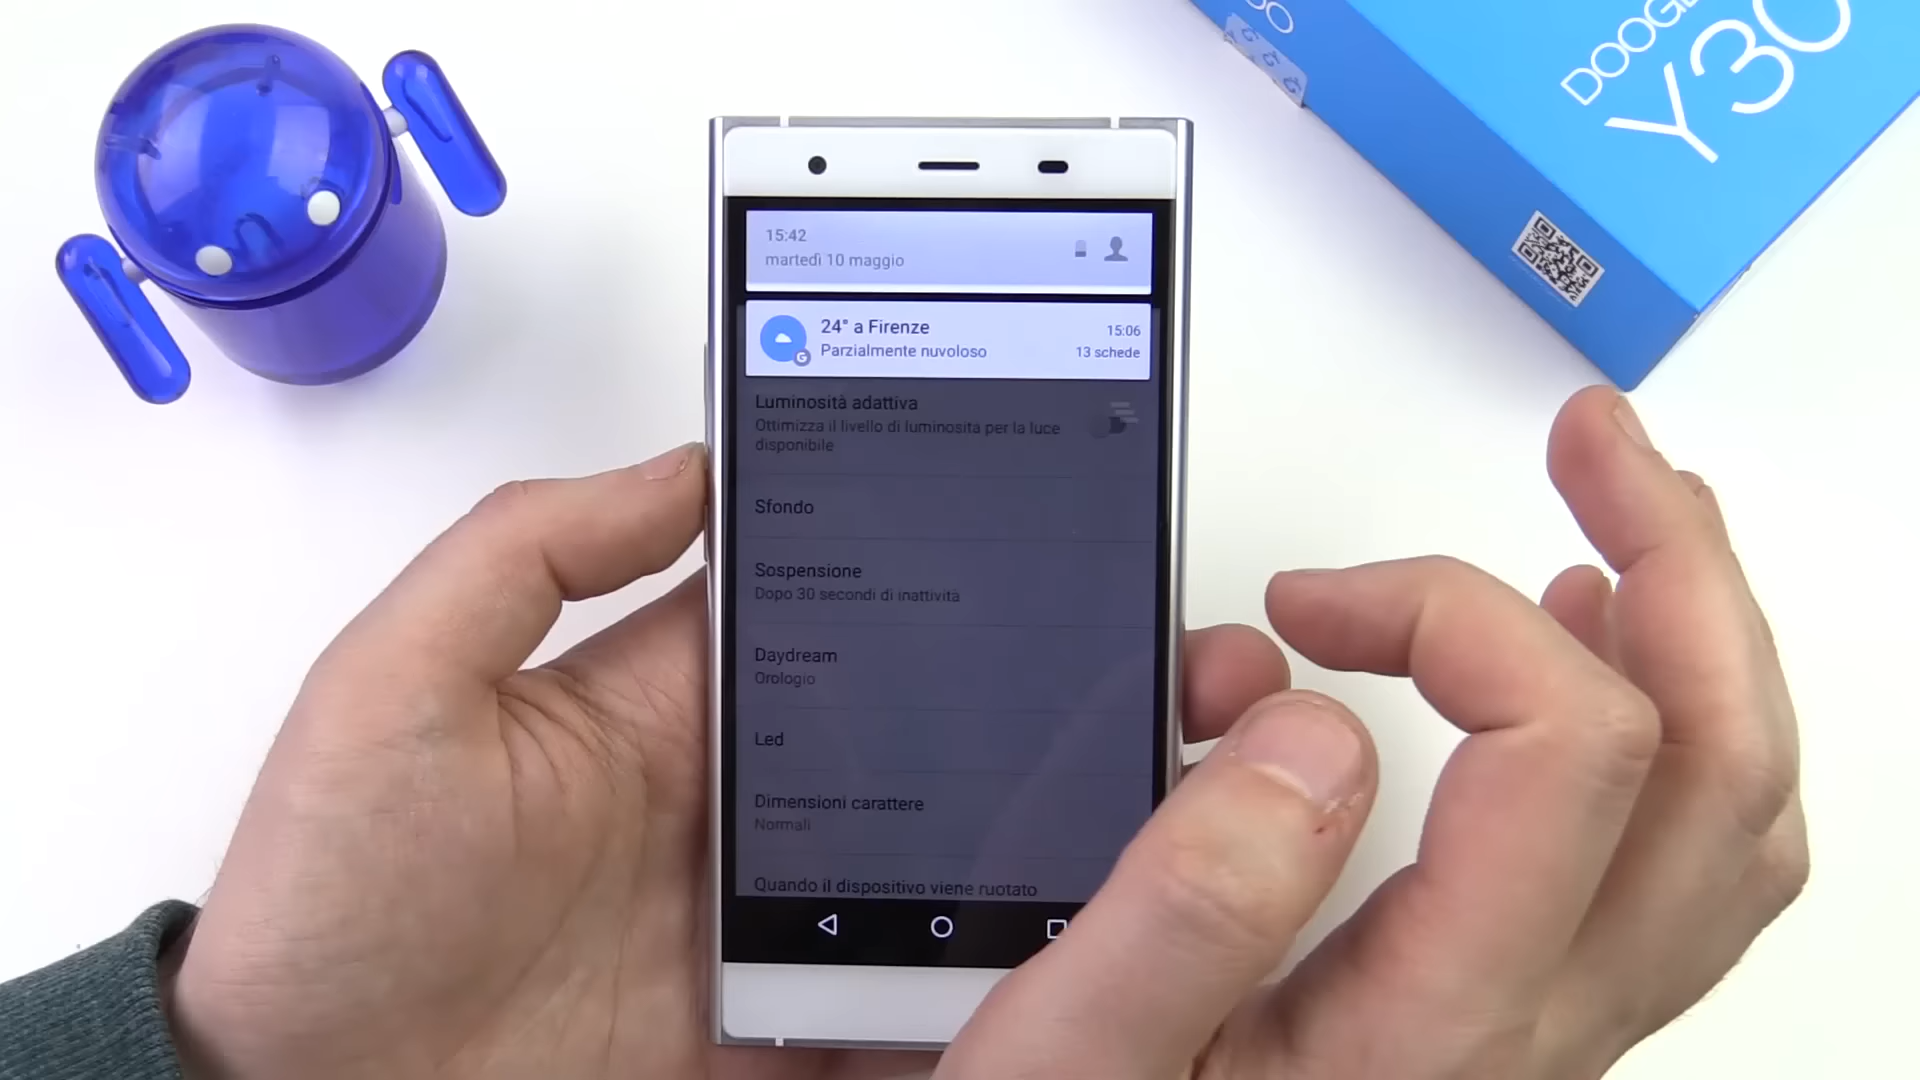 DOOG
Y30
15:42
martedì 10 maggio
24° a Firenze
15:06
Parzialmente nuvoloso
13 schede
Luminosità adattiva
Ottimizza il livello di luminosità per la luce
disponibile
Sfondo
Sospensione
Dopo 30 secondi di inattività
Daydream
Orologio
Led
Dimensioni carattere
Normali
Quando il dispositivo viene ruotato